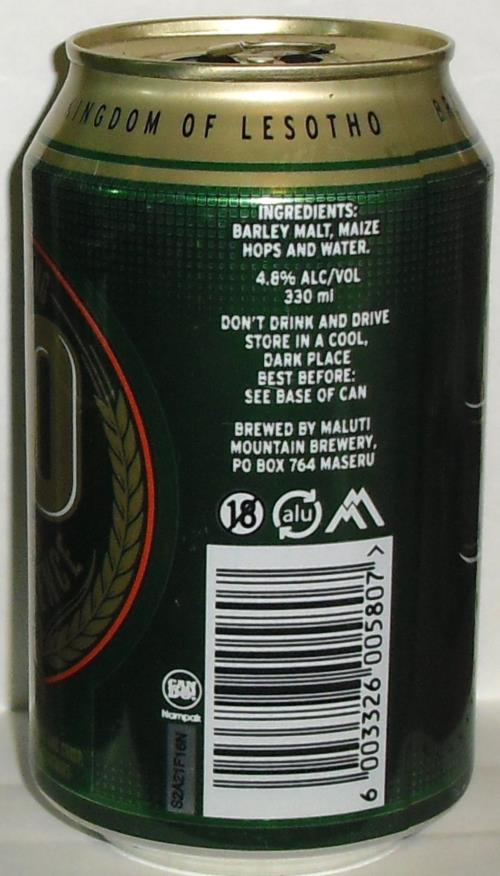 KINGDOM OF LESOTHO
INGREDIENTS:
BARLEY MALT, MAIZE
HOPS AND WATER.
4.8% ALC/VOL
330 ml
DON'T DRINK AND DRIVE
STORE IN A COOL,
DARK PLACE
BEST BEFORE:
SEE BASE OF CAN
BREWED BY MALUTI
MOUNTAIN BREWERY,
PO BOX 764 MASERU
18 alu
CAN DO!
Nampak
S2A21F16N
6 003326 005807 >